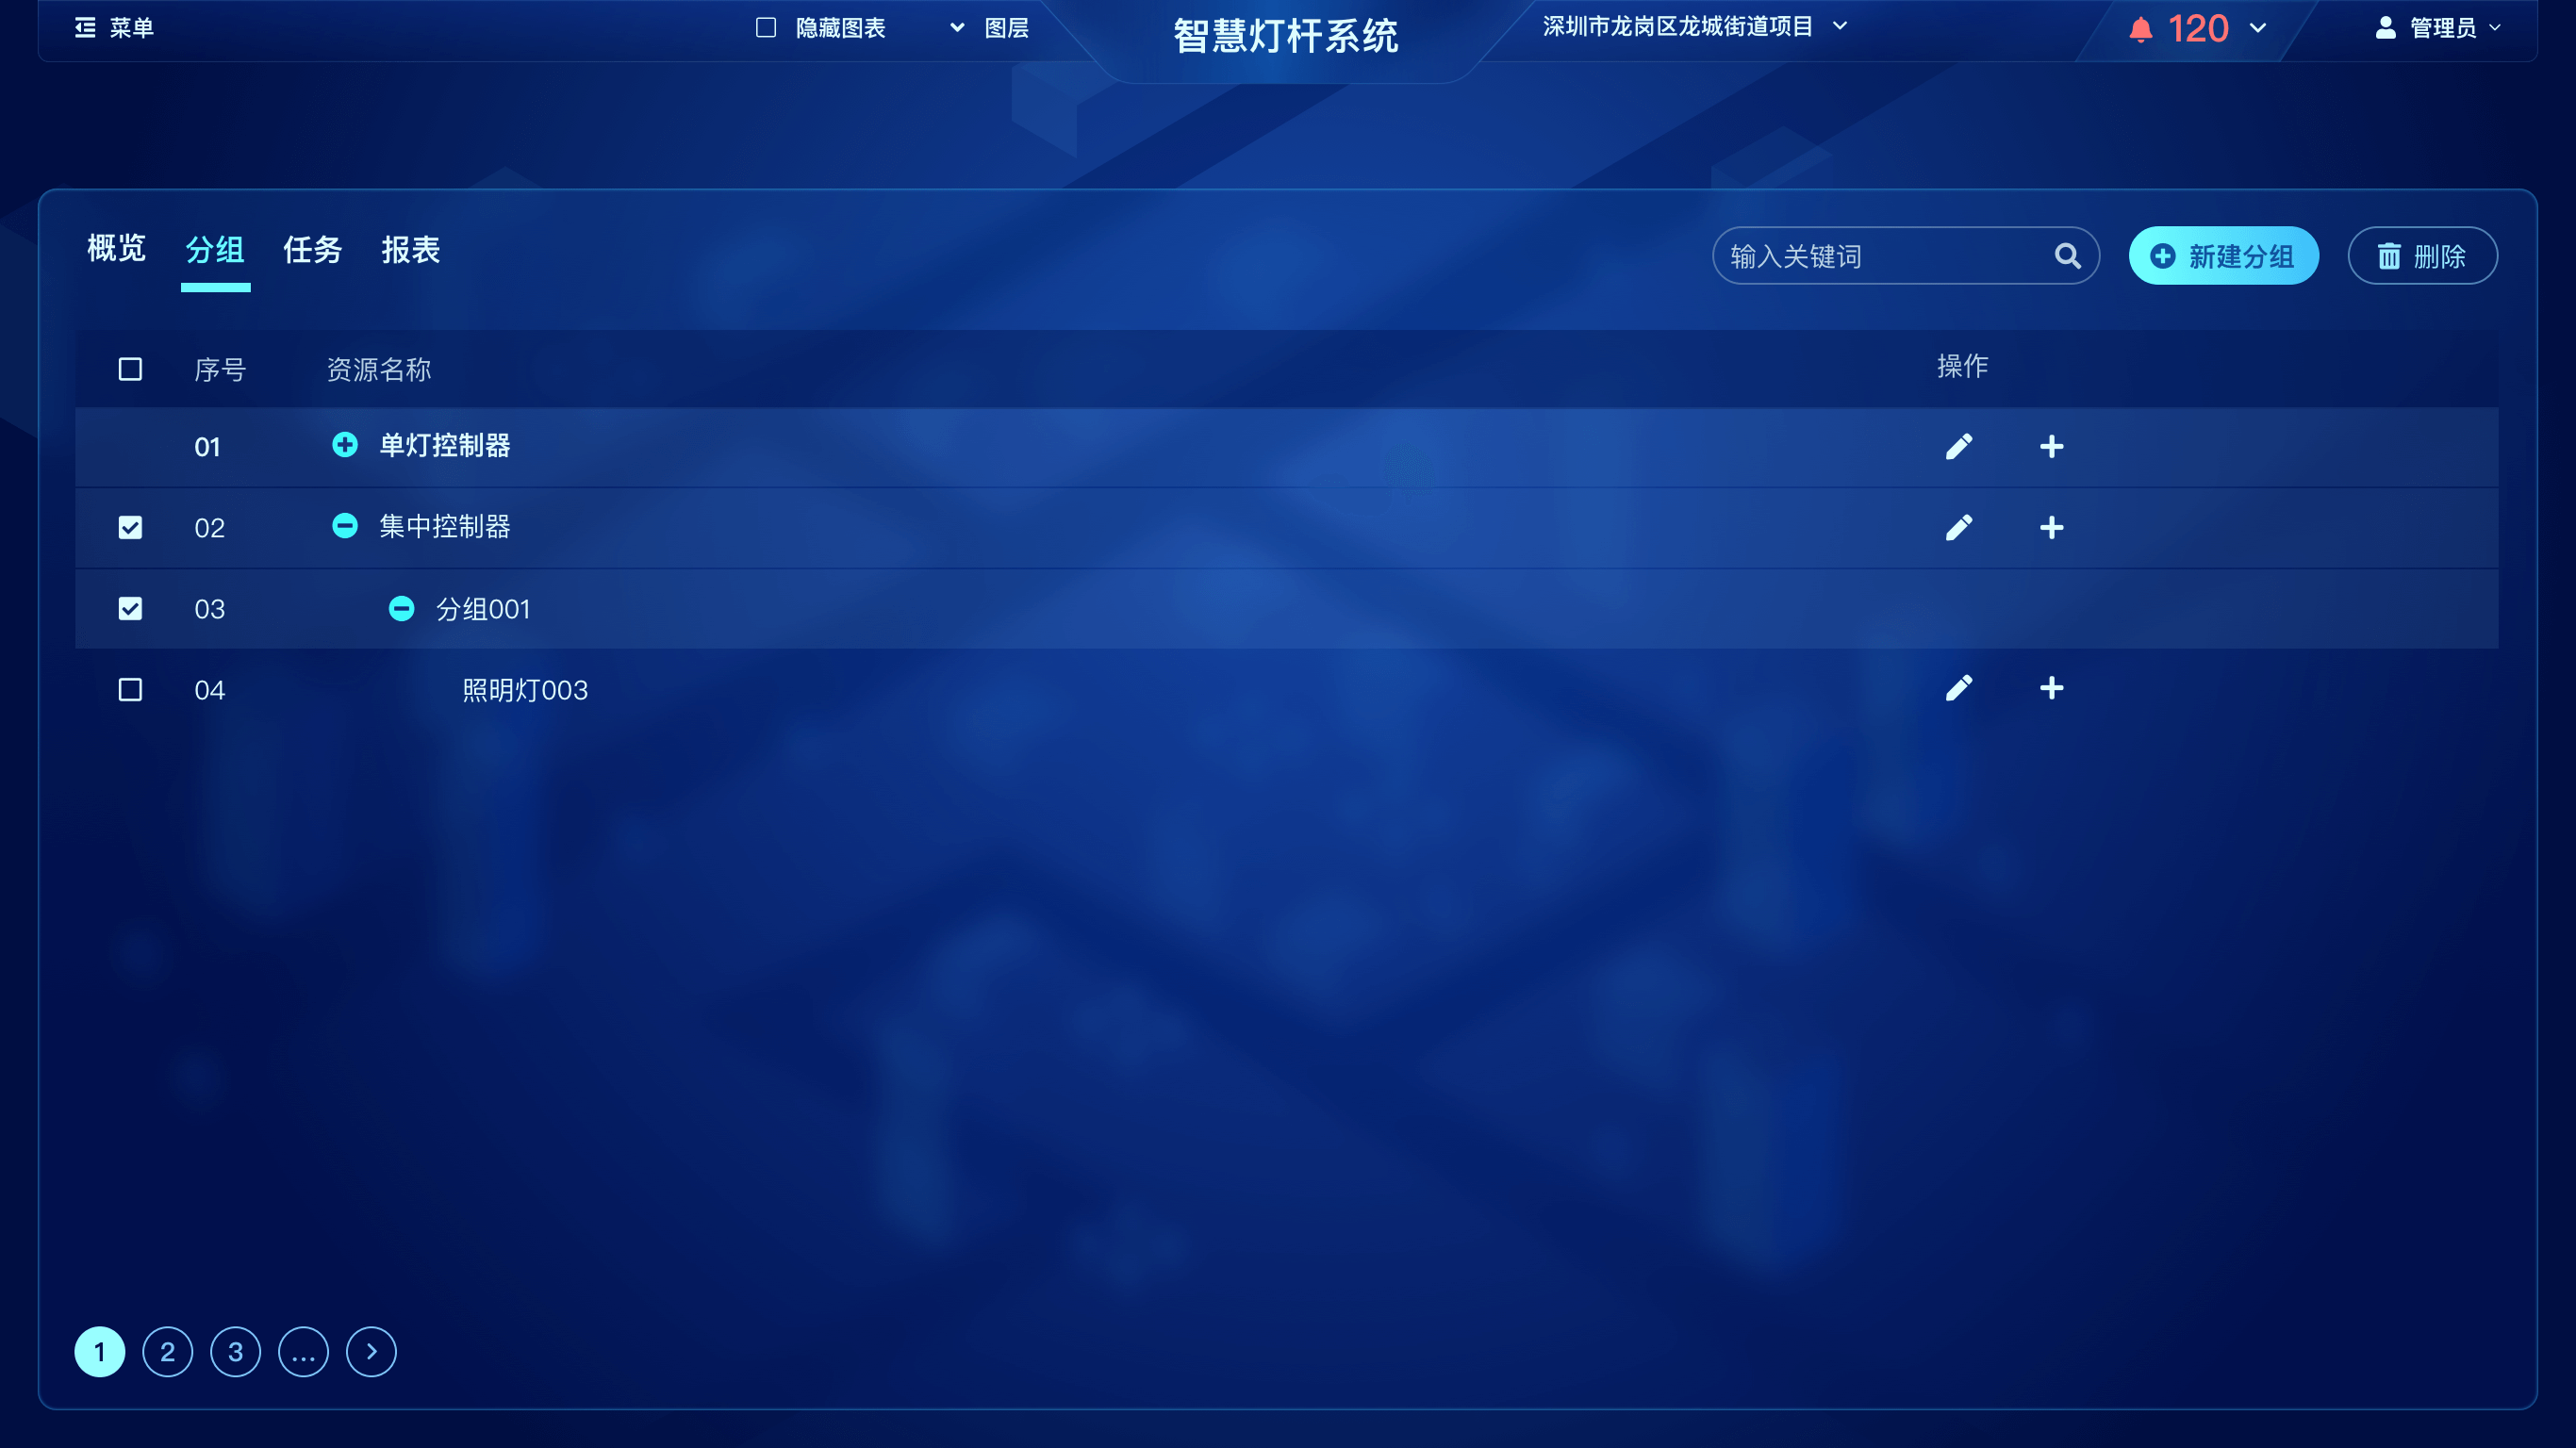 菜单
隐藏图表
图层
智慧灯杆系统
深圳市龙岗区龙城街道项目
120
管理员
概览 分组 任务 报表
输入关键词
新建分组
删除
序号 资源名称 操作
01 单灯控制器
02 集中控制器
03 分组001
04 照明灯003
1 2 3 ...